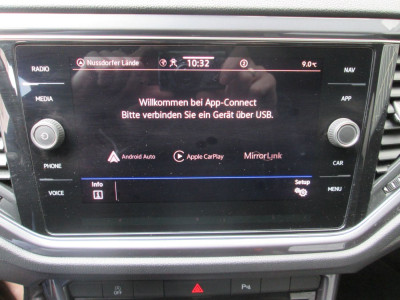 RADIO
Nussdorfer Lände
10:32
9.0°C
NAV
MEDIA
APP
Willkommen bei App-Connect
Bitte verbinden Sie ein Gerät über USB.
PHONE
CAR
Android Auto
Apple CarPlay
MirrorLink
VOICE
Info
Setup
MENU
P